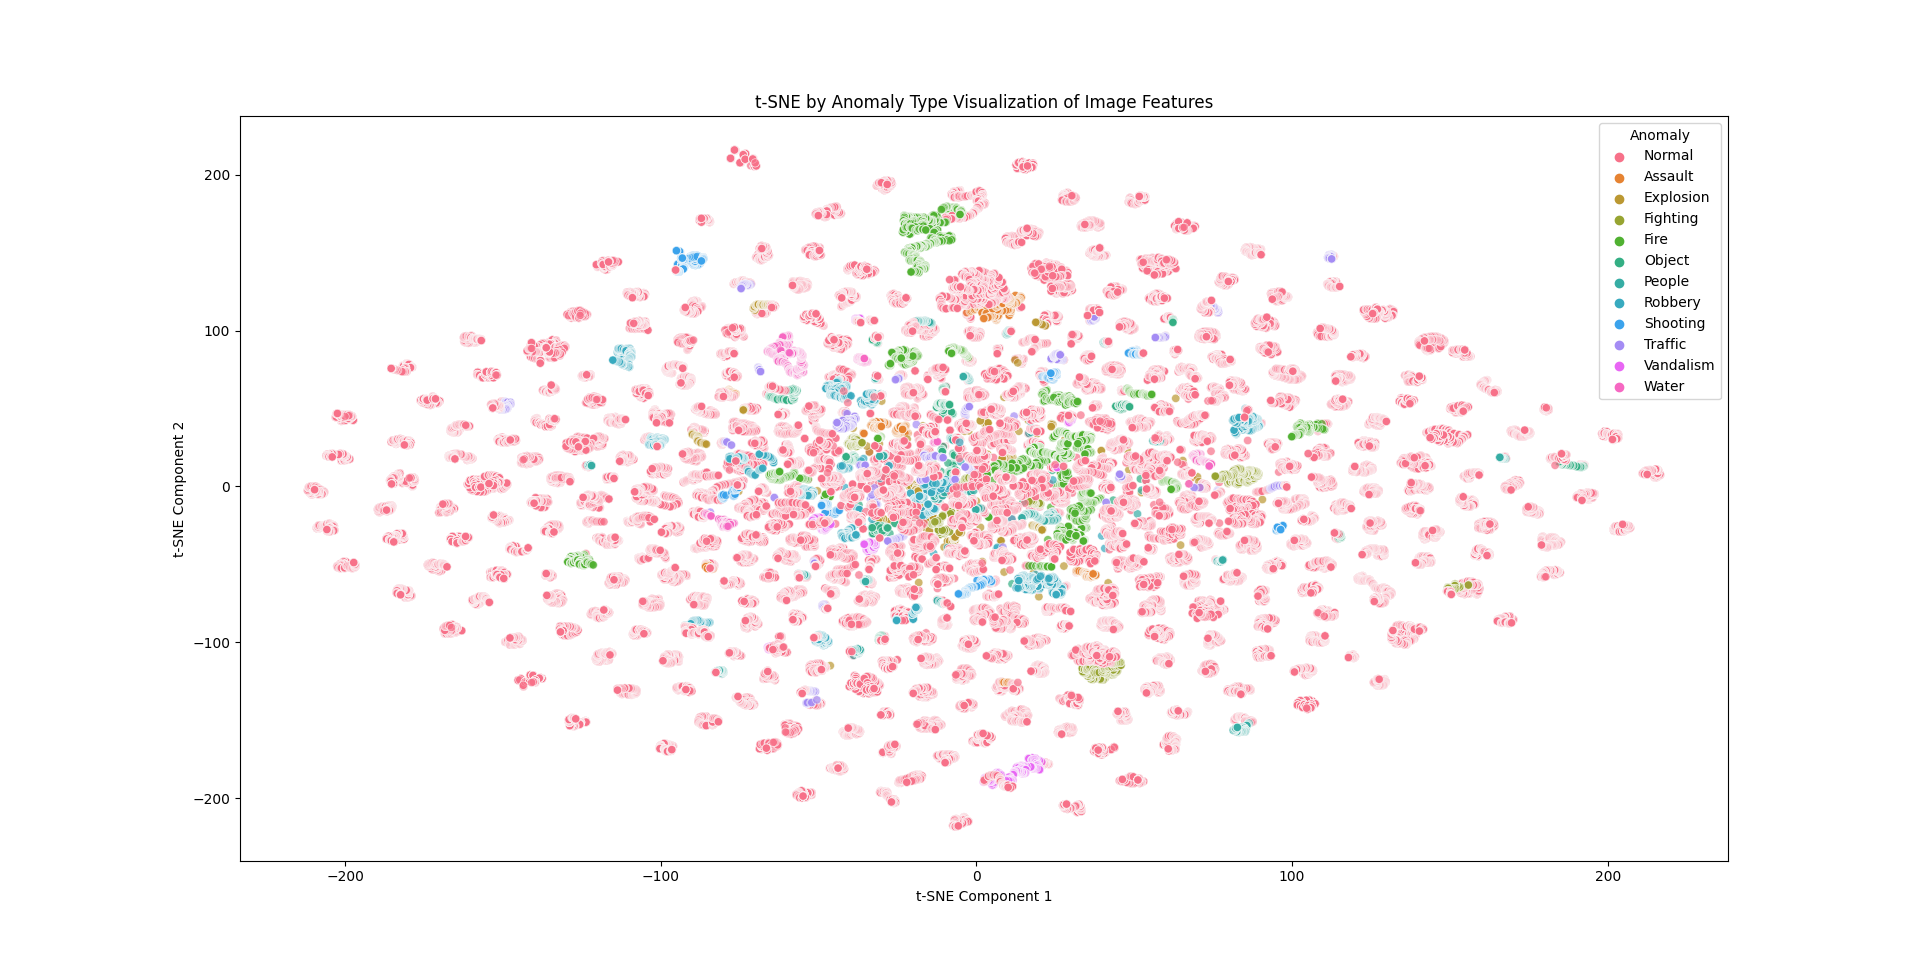 t-SNE by Anomaly Type Visualization of Image Features
Anomaly
Normal
Assault
Explosion
Fighting
Fire
Object
People
Robbery
Shooting
Traffic
Vandalism
Water
t-SNE Component 2
200
100
0
−100
−200
−200
−100
0
100
200
t-SNE Component 1